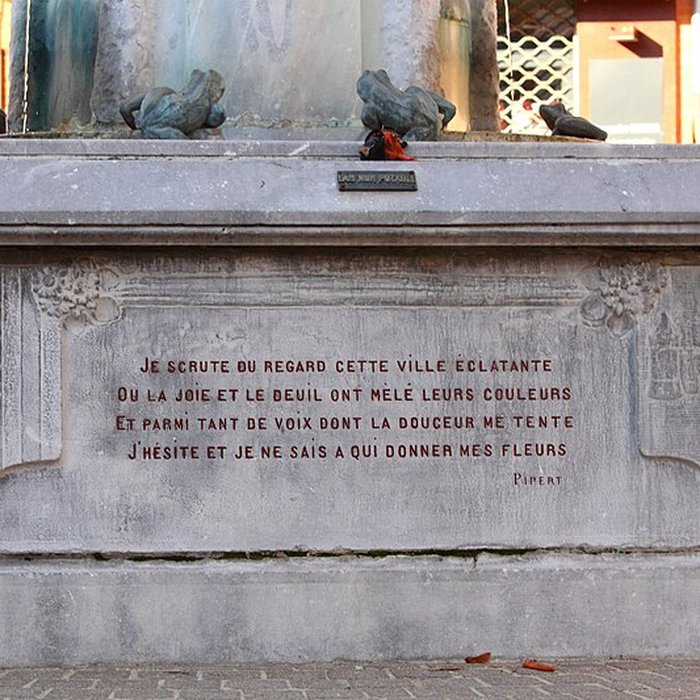 EAU NON POTABLE
JE SCRUTE DU REGARD CETTE VILLE ÉCLATANTE
OU LA JOIE ET LE DEUIL ONT MÊLÉ LEURS COULEURS
ET PARMI TANT DE VOIX DONT LA DOUCEUR ME TENTE
J'HÉSITE ET JE NE SAIS A QUI DONNER MES FLEURS
PIPERT